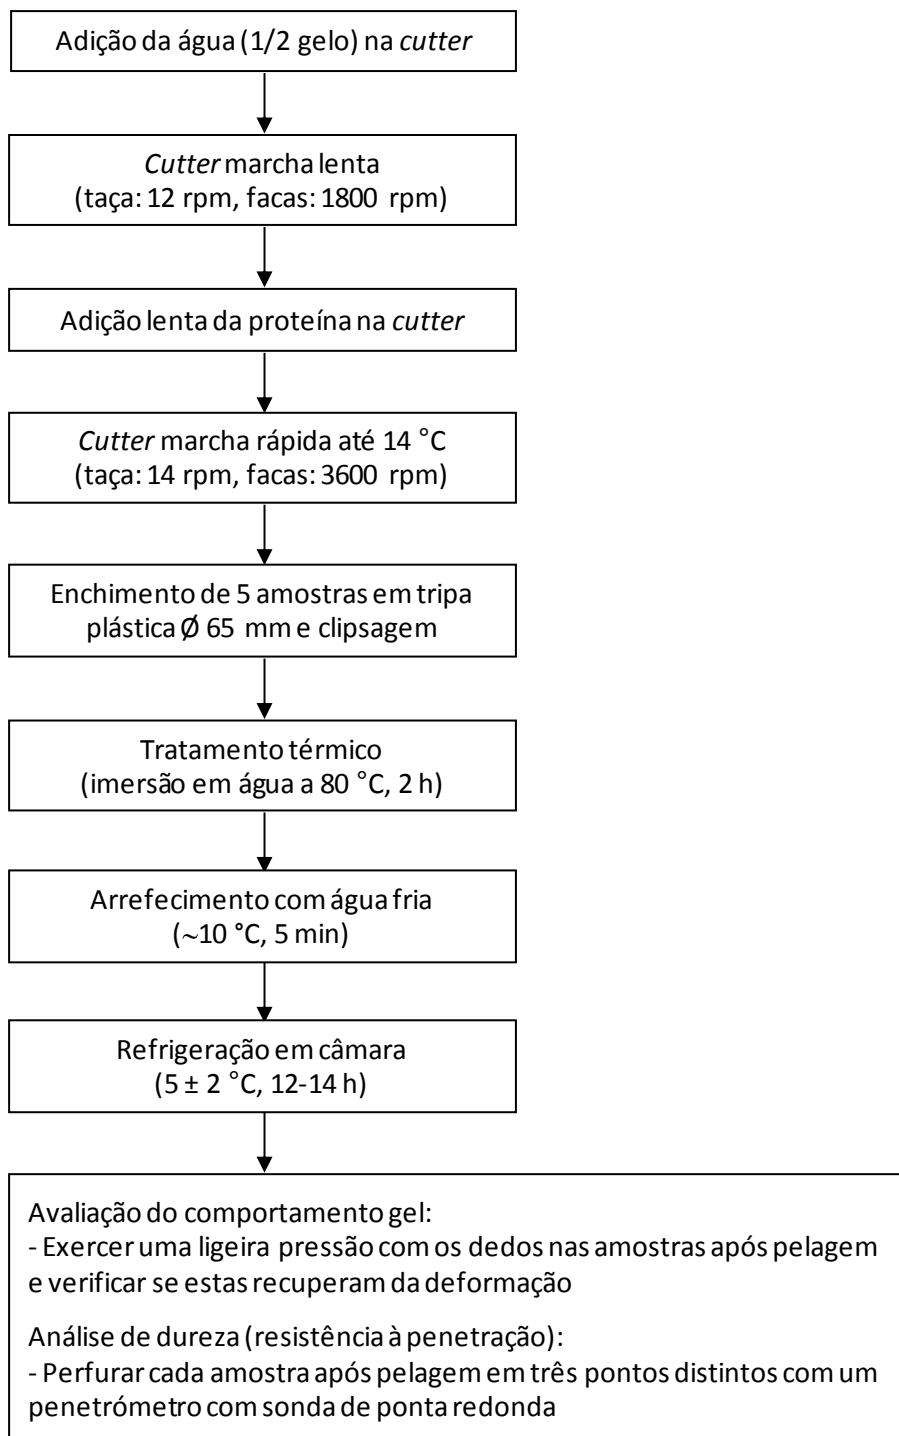 Adição da água (1/2 gelo) na cutter
Cutter marcha lenta
(taça: 12 rpm, facas: 1800 rpm)
Adição lenta da proteína na cutter
Cutter marcha rápida até 14 °C
(taça: 14 rpm, facas: 3600 rpm)
Enchimento de 5 amostras em tripa
plástica Ø 65 mm e clipsagem
Tratamento térmico
(imersão em água a 80 °C, 2 h)
Arrefecimento com água fria
(~10 °C, 5 min)
Refrigeração em câmara
(5 ± 2 °C, 12-14 h)
Avaliação do comportamento gel:
- Exercer uma ligeira pressão com os dedos nas amostras após pelagem
e verificar se estas recuperam da deformação
Análise de dureza (resistência à penetração):
- Perfurar cada amostra após pelagem em três pontos distintos com um
penetrómetro com sonda de ponta redonda